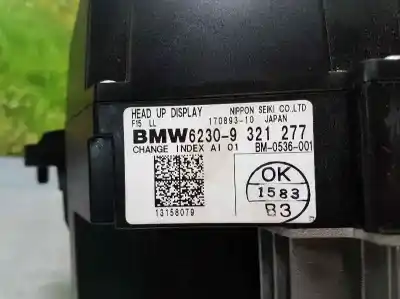 HEAD UP DISPLAY NIPPON SEIKI CO.,LTD
F15 LL 170893-10 JAPAN
BMW 6230-9 321 277
CHANGE INDEX AI 01 BM-0536-001
OK
1583
B3
13158079